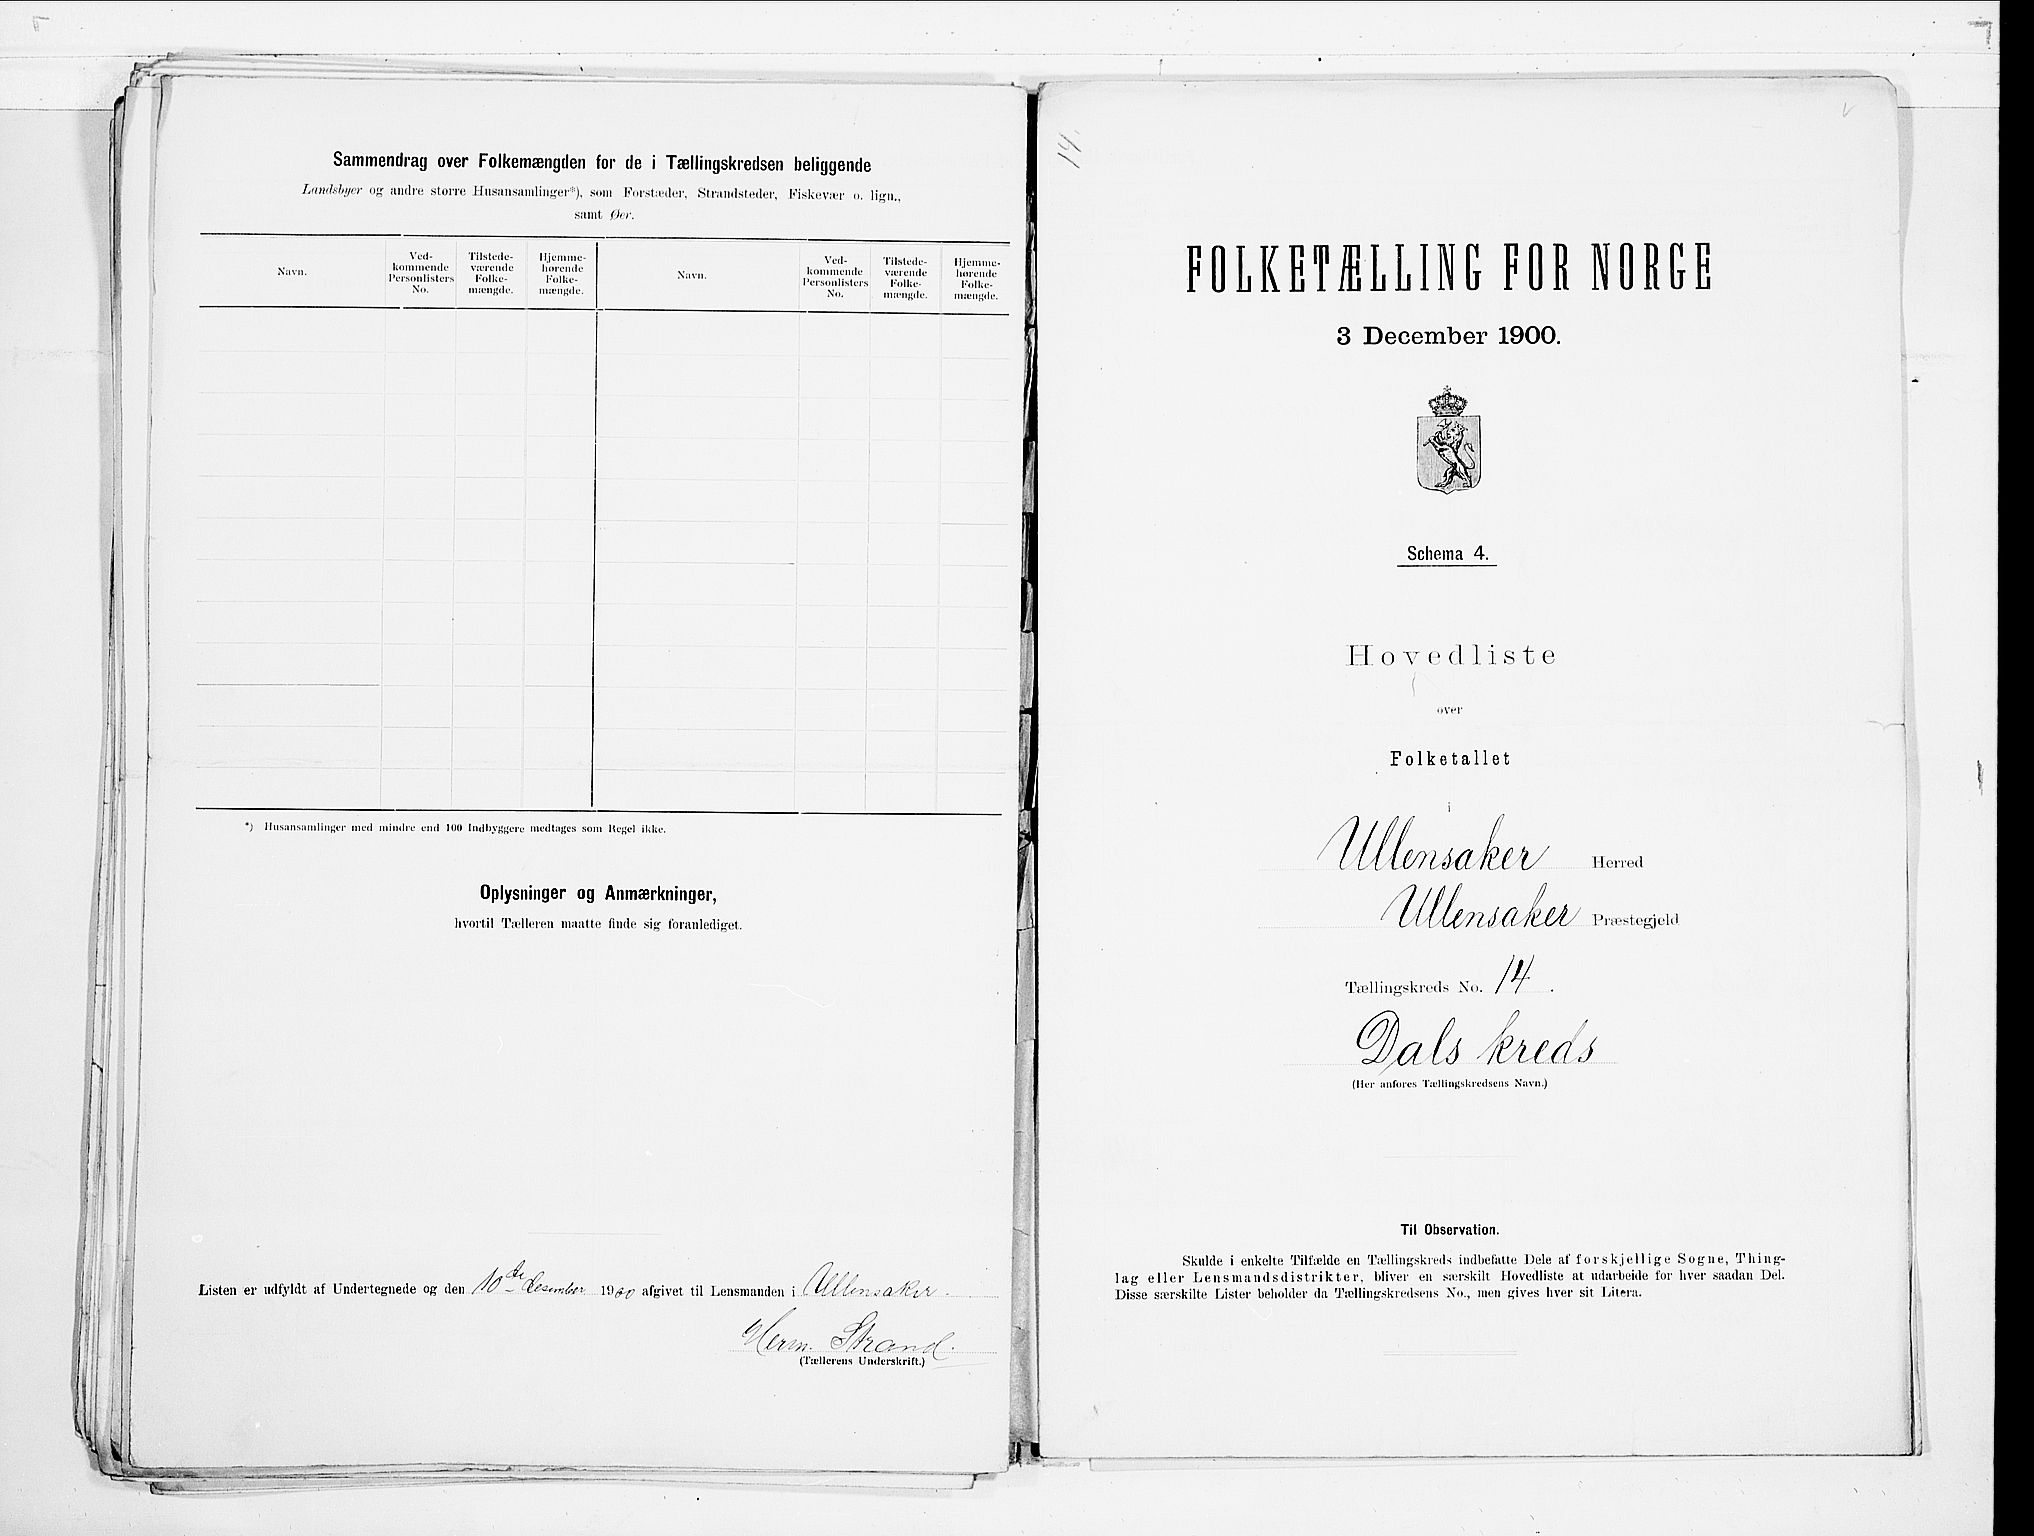 Sammendrag over Folkemængden for de i Tællingskredsen beliggende
Landsbyer og andre større Husansamlinger*), som Forstæder, Strandsteder, Fiskevær o. lign.,
samt Øer.
Navn.
Ved-
kommende
Personlisters
No.
Tilstede-
værende
Folke-
mængde.
Hjemme-
hørende
Folke-
mængde.
Navn.
Ved-
kommende
Personlisters
No.
Tilstede-
værende
Folke-
mængde.
Hjemme-
hørende
Folke-
mængde.
*) Husansamlinger med mindre end 100 Indbyggere medtages som Regel ikke.
Oplysninger og Anmærkninger,
hvortil Tælleren maatte finde sig foranlediget.
Listen er udfyldt af Undertegnede og den 10de desember 1900 afgivet til Lensmanden i Ullensaker.
Herm. Strand.
(Tællerens Underskrift.)
14.
FOLKETÆLLING FOR NORGE
3 December 1900.
Schema 4.
Hovedliste
over
Folketallet
i
Ullensaker Herred
Ullensaker Præstegjeld
Tællingskreds No. 14.
Dals kreds
(Her anføres Tællingskredsens Navn.)
Til Observation.
Skulde i enkelte Tilfælde en Tællingskreds indbefatte Dele af forskjellige Sogne, Thing-
lag eller Lensmandsdistrikter, bliver en særskilt Hovedliste at udarbeide for hver saadan Del.
Disse særskilte Lister beholder da Tællingskredsens No., men gives hver sit Litera.